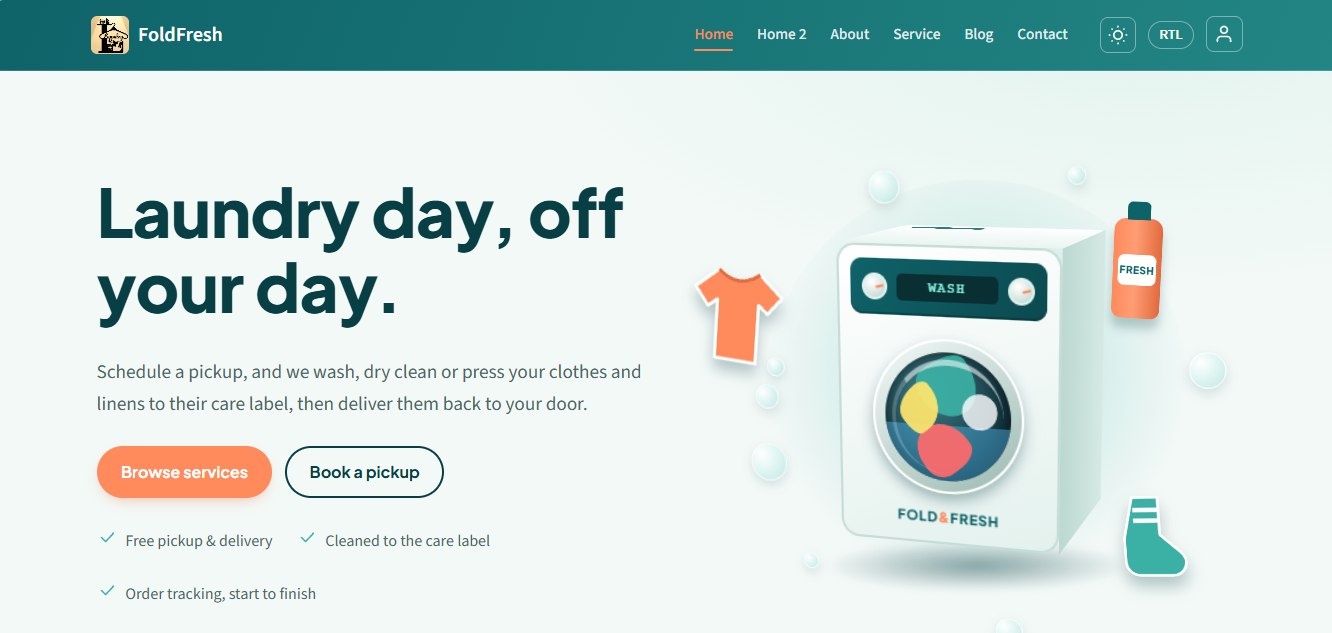 FoldFresh
Home Home 2 About Service Blog Contact RTL
Laundry day, off
your day.
Schedule a pickup, and we wash, dry clean or press your clothes and
linens to their care label, then deliver them back to your door.
Browse services Book a pickup
Free pickup & delivery Cleaned to the care label
Order tracking, start to finish
WASH
FRESH
FOLD&FRESH